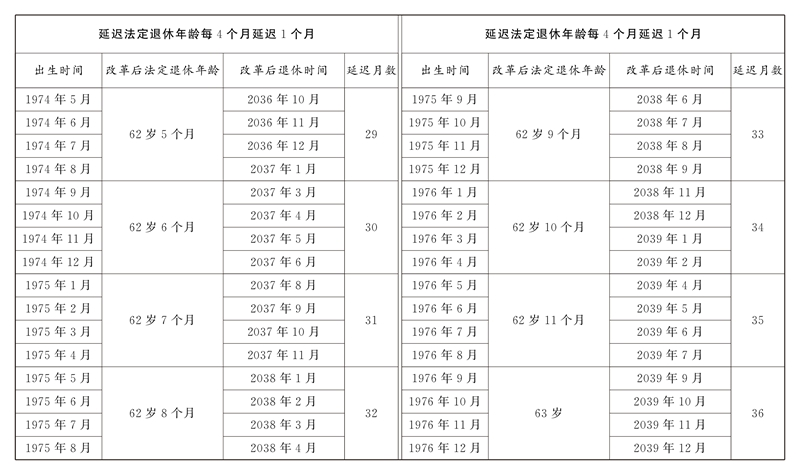 延迟法定退休年龄每4个月延迟1个月
出生时间 改革后法定退休年龄 改革后退休时间 延迟月数
1974年5月 62岁5个月 2036年10月 29
1974年6月 2036年11月
1974年7月 2036年12月
1974年8月 2037年1月
1974年9月 62岁6个月 2037年3月 30
1974年10月 2037年4月
1974年11月 2037年5月
1974年12月 2037年6月
1975年1月 62岁7个月 2037年8月 31
1975年2月 2037年9月
1975年3月 2037年10月
1975年4月 2037年11月
1975年5月 62岁8个月 2038年1月 32
1975年6月 2038年2月
1975年7月 2038年3月
1975年8月 2038年4月
延迟法定退休年龄每4个月延迟1个月
出生时间 改革后法定退休年龄 改革后退休时间 延迟月数
1975年9月 62岁9个月 2038年6月 33
1975年10月 2038年7月
1975年11月 2038年8月
1975年12月 2038年9月
1976年1月 62岁10个月 2038年11月 34
1976年2月 2038年12月
1976年3月 2039年1月
1976年4月 2039年2月
1976年5月 62岁11个月 2039年4月 35
1976年6月 2039年5月
1976年7月 2039年6月
1976年8月 2039年7月
1976年9月 63岁 2039年9月 36
1976年10月 2039年10月
1976年11月 2039年11月
1976年12月 2039年12月